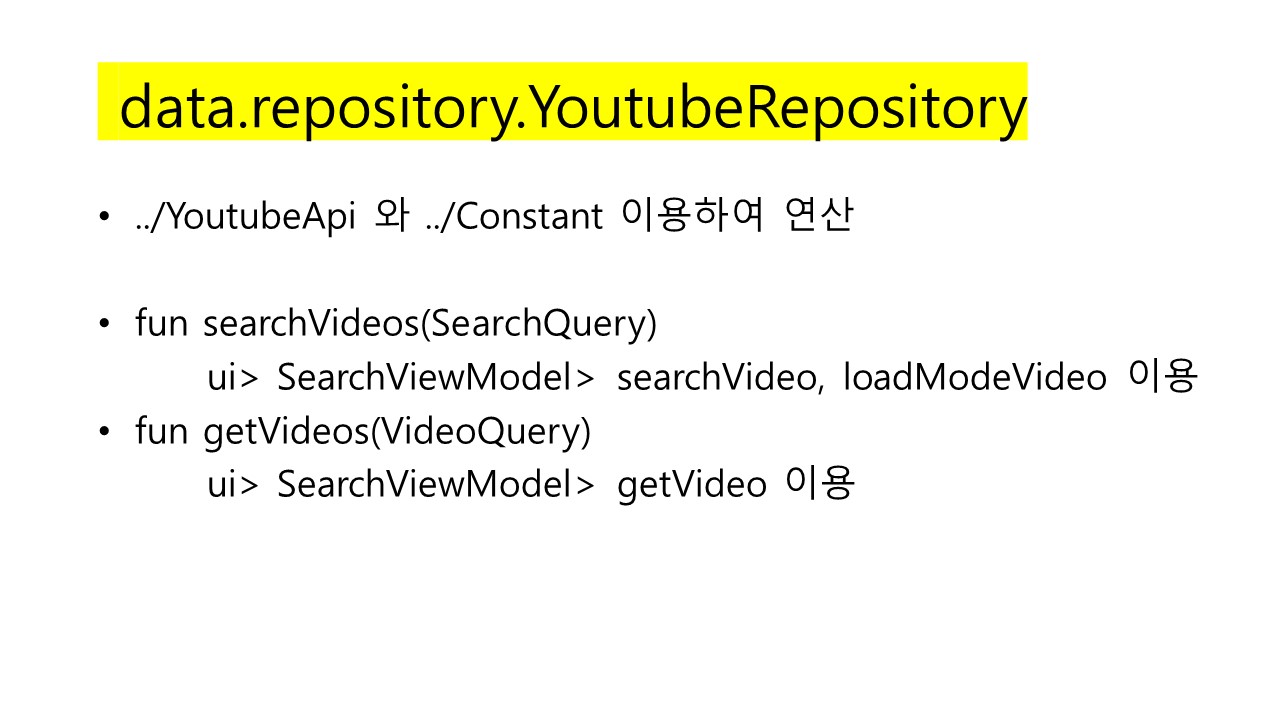 data.repository.YoutubeRepository
• ../YoutubeApi 와 ../Constant 이용하여 연산
• fun searchVideos(SearchQuery)
ui> SearchViewModel> searchVideo, loadModeVideo 이용
• fun getVideos(VideoQuery)
ui> SearchViewModel> getVideo 이용